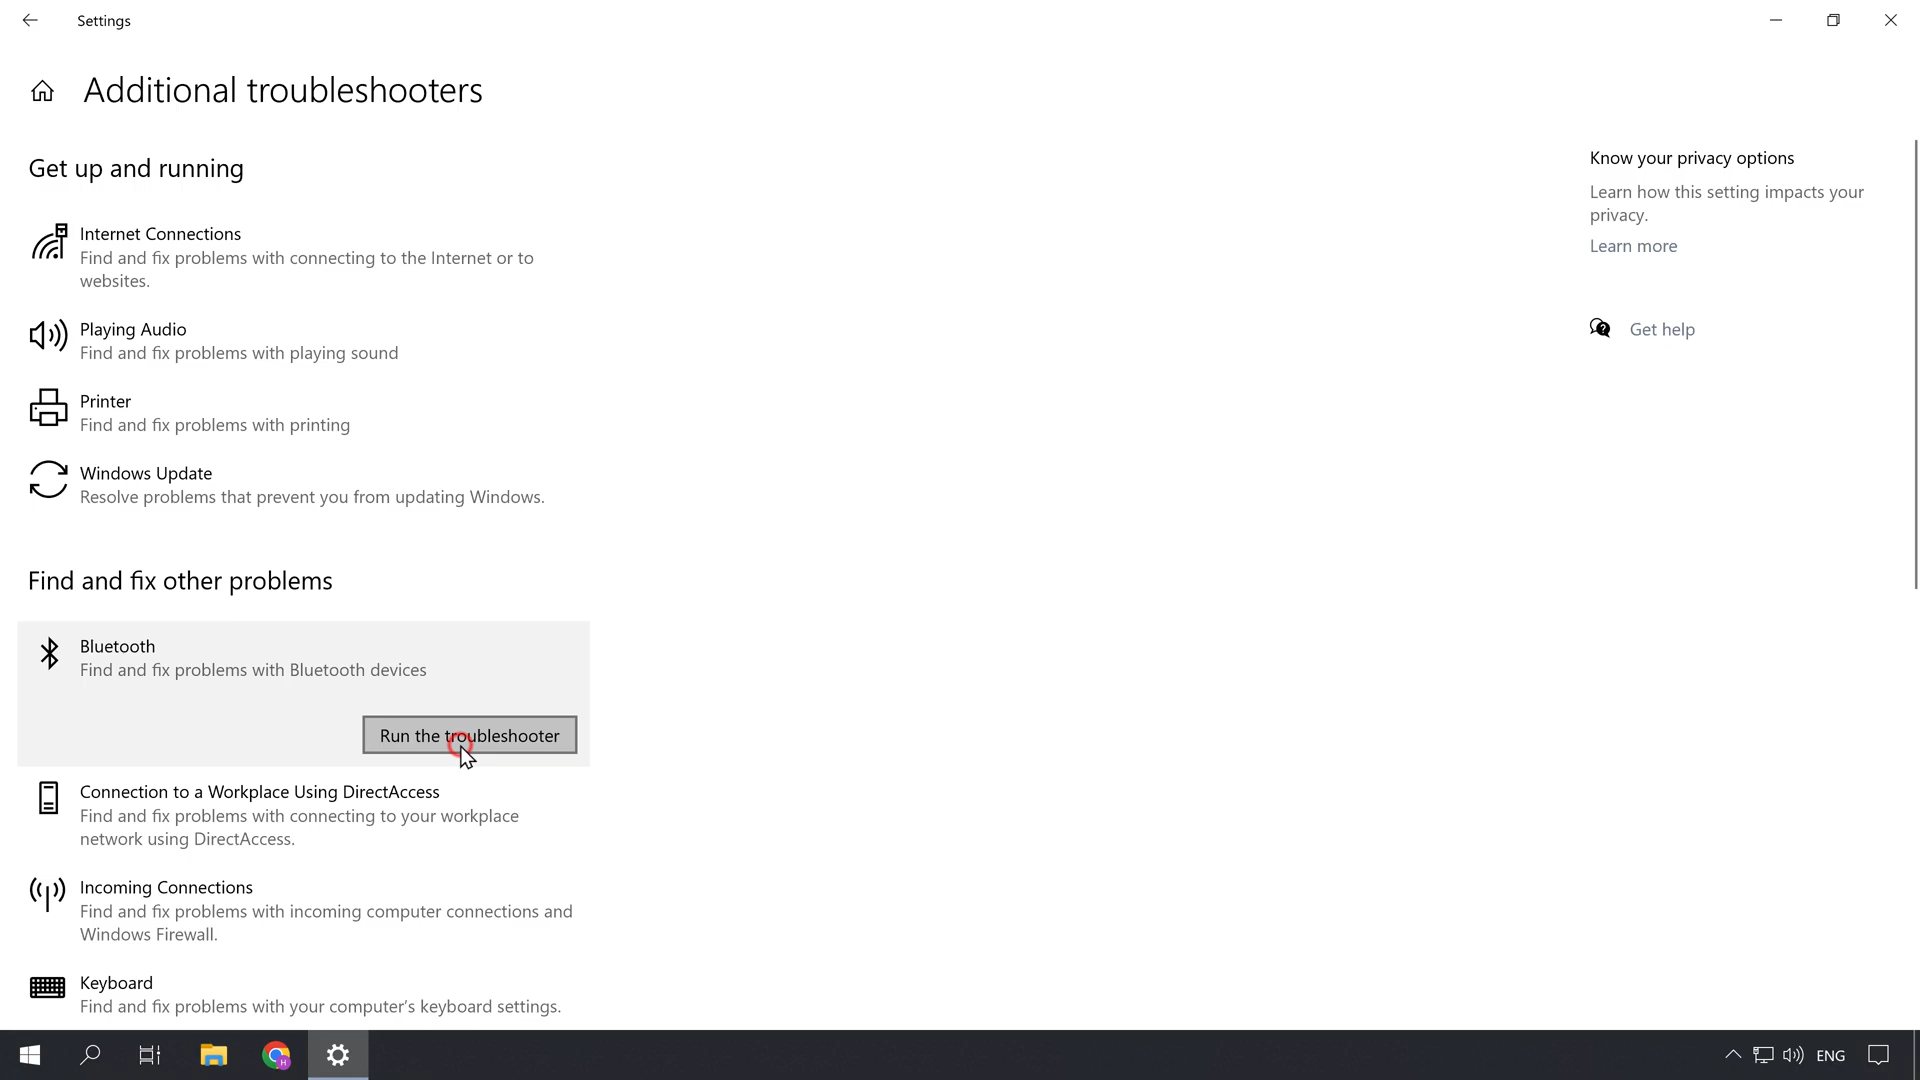 Settings
Additional troubleshooters
Get up and running
Internet Connections
Find and fix problems with connecting to the Internet or to
websites.
Playing Audio
Find and fix problems with playing sound
Printer
Find and fix problems with printing
Windows Update
Resolve problems that prevent you from updating Windows.
Find and fix other problems
Bluetooth
Find and fix problems with Bluetooth devices
Run the troubleshooter
Connection to a Workplace Using DirectAccess
Find and fix problems with connecting to your workplace
network using DirectAccess.
Incoming Connections
Find and fix problems with incoming computer connections and
Windows Firewall.
Keyboard
Find and fix problems with your computer's keyboard settings.
Know your privacy options
Learn how this setting impacts your
privacy.
Learn more
Get help
H
ENG